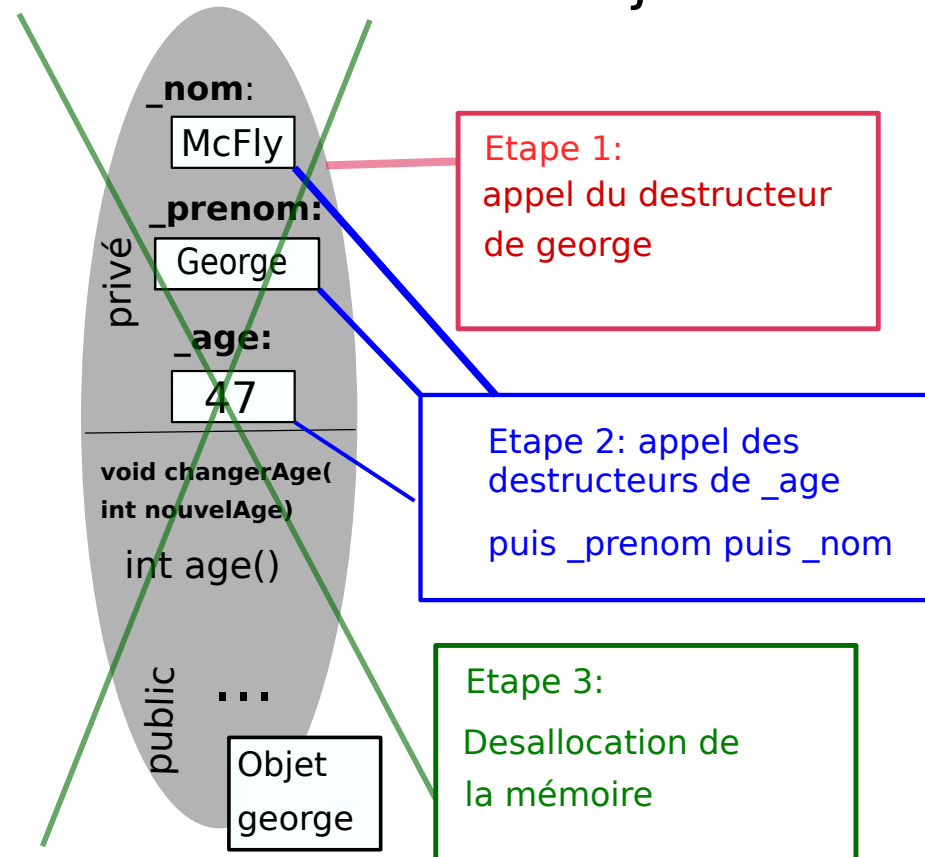 _nom:
McFly
_prenom:
George
privé
_age:
47
void changerAge(
int nouvelAge)
int age()
...
public
Objet
george
Etape 1:
appel du destructeur
de george
Etape 2: appel des
destructeurs de _age
puis _prenom puis _nom
Etape 3:
Desallocation de
la mémoire